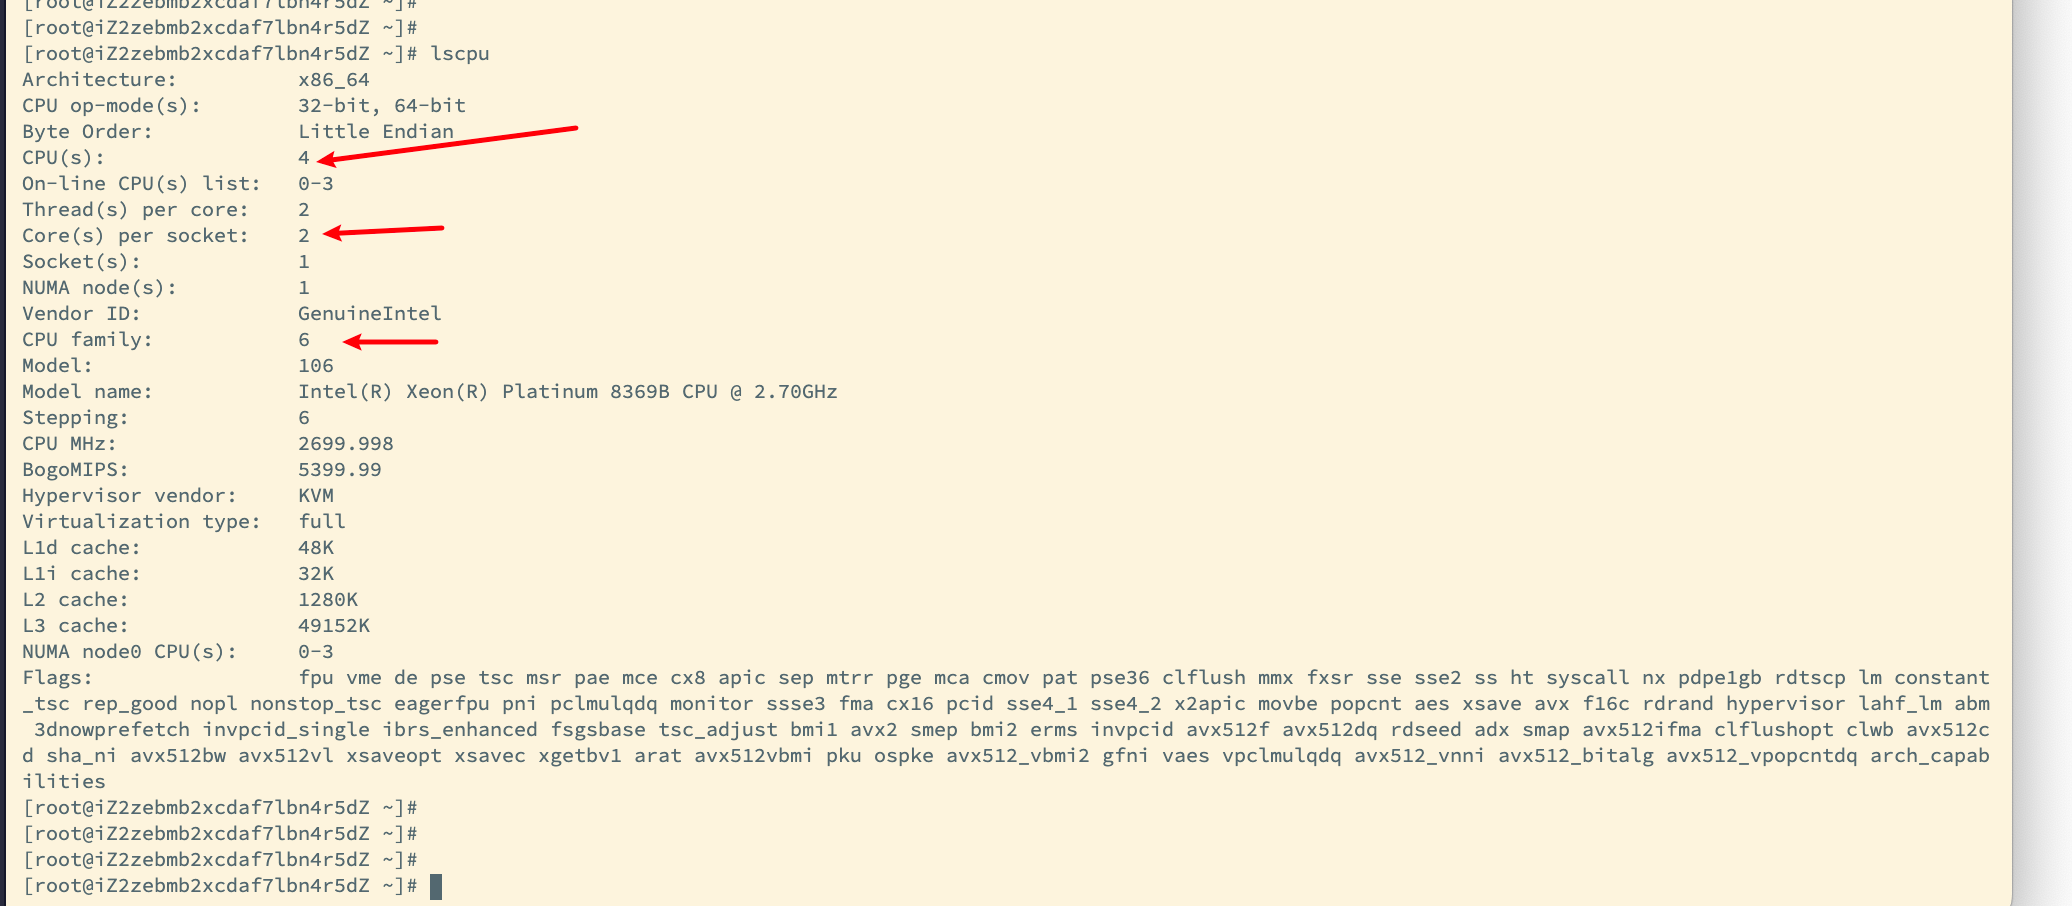 [root@iZ2zebmb2xcdaf7lbn4r5dZ ~]#
[root@iZ2zebmb2xcdaf7lbn4r5dZ ~]#
[root@iZ2zebmb2xcdaf7lbn4r5dZ ~]# lscpu
Architecture:          x86_64
CPU op-mode(s):        32-bit, 64-bit
Byte Order:            Little Endian
CPU(s):                4
On-line CPU(s) list:   0-3
Thread(s) per core:    2
Core(s) per socket:    2
Socket(s):             1
NUMA node(s):          1
Vendor ID:             GenuineIntel
CPU family:            6
Model:                 106
Model name:            Intel(R) Xeon(R) Platinum 8369B CPU @ 2.70GHz
Stepping:              6
CPU MHz:               2699.998
BogoMIPS:              5399.99
Hypervisor vendor:     KVM
Virtualization type:   full
L1d cache:             48K
L1i cache:             32K
L2 cache:              1280K
L3 cache:              49152K
NUMA node0 CPU(s):     0-3
Flags:                 fpu vme de pse tsc msr pae mce cx8 apic sep mtrr pge mca cmov pat pse36 clflush mmx fxsr sse sse2 ss ht syscall nx pdpe1gb rdtscp lm constant
_tsc rep_good nopl nonstop_tsc eagerfpu pni pclmulqdq monitor ssse3 fma cx16 pcid sse4_1 sse4_2 x2apic movbe popcnt aes xsave avx f16c rdrand hypervisor lahf_lm abm
 3dnowprefetch invpcid_single ibrs_enhanced fsgsbase tsc_adjust bmi1 avx2 smep bmi2 erms invpcid avx512f avx512dq rdseed adx smap avx512ifma clflushopt clwb avx512c
d sha_ni avx512bw avx512vl xsaveopt xsavec xgetbv1 arat avx512vbmi pku ospke avx512_vbmi2 gfni vaes vpclmulqdq avx512_vnni avx512_bitalg avx512_vpopcntdq arch_capab
ilities
[root@iZ2zebmb2xcdaf7lbn4r5dZ ~]#
[root@iZ2zebmb2xcdaf7lbn4r5dZ ~]#
[root@iZ2zebmb2xcdaf7lbn4r5dZ ~]#
[root@iZ2zebmb2xcdaf7lbn4r5dZ ~]#